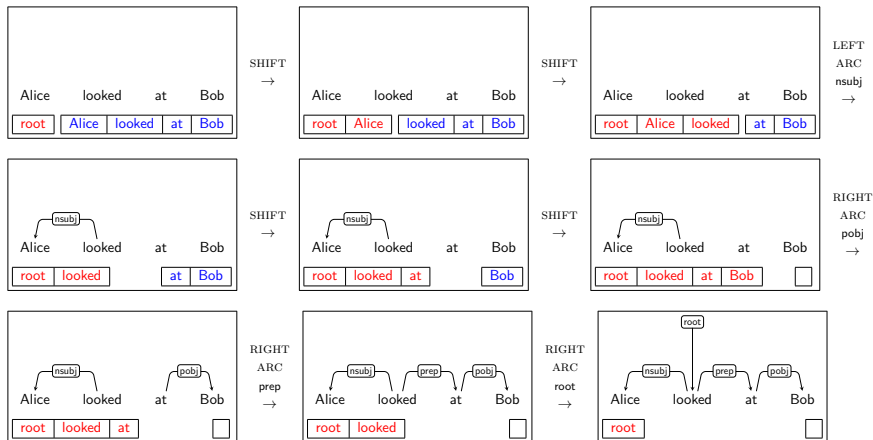 Alice looked at Bob
root Alice looked at Bob
SHIFT
→
Alice looked at Bob
root Alice looked at Bob
SHIFT
→
Alice looked at Bob
root Alice looked at Bob
LEFT
ARC
nsubj
→
nsubj
Alice looked at Bob
root looked at Bob
SHIFT
→
nsubj
Alice looked at Bob
root looked at Bob
SHIFT
→
nsubj
Alice looked at Bob
root looked at Bob
RIGHT
ARC
pobj
→
nsubj pobj
Alice looked at Bob
root looked at
RIGHT
ARC
prep
→
nsubj prep pobj
Alice looked at Bob
root looked
RIGHT
ARC
root
→
root
nsubj prep pobj
Alice looked at Bob
root